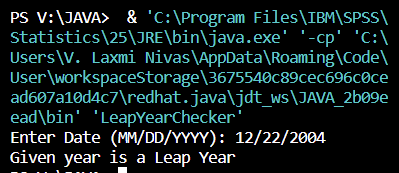 PS V:\JAVA>  & 'C:\Program Files\IBM\SPSS\
Statistics\25\JRE\bin\java.exe' '-cp' 'C:\
Users\V. Laxmi Nivas\AppData\Roaming\Code\
User\workspaceStorage\3675540c89cec696c0ce
ad607a10d4c7\redhat.java\jdt_ws\JAVA_2b09e
ead\bin' 'LeapYearChecker'
Enter Date (MM/DD/YYYY): 12/22/2004
Given year is a Leap Year